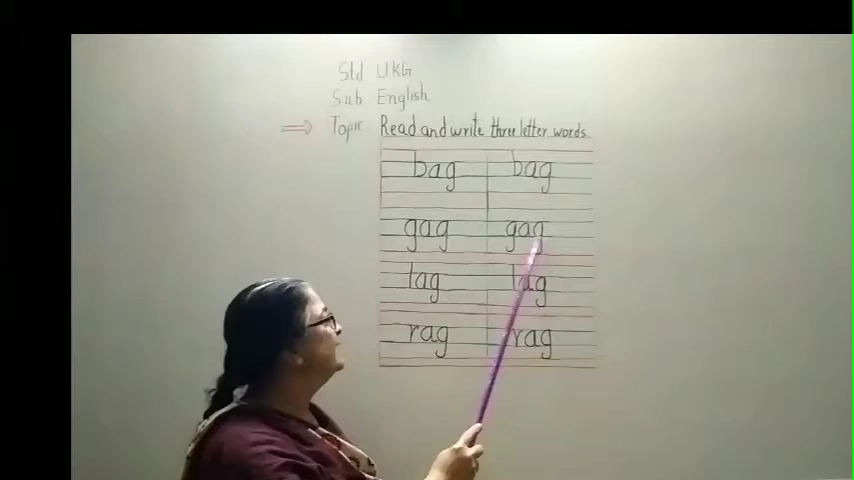 Std UKG
Sub English
⇒ Topic Read and write three letter words.
bag bag
gag gag
lag lag
rag rag